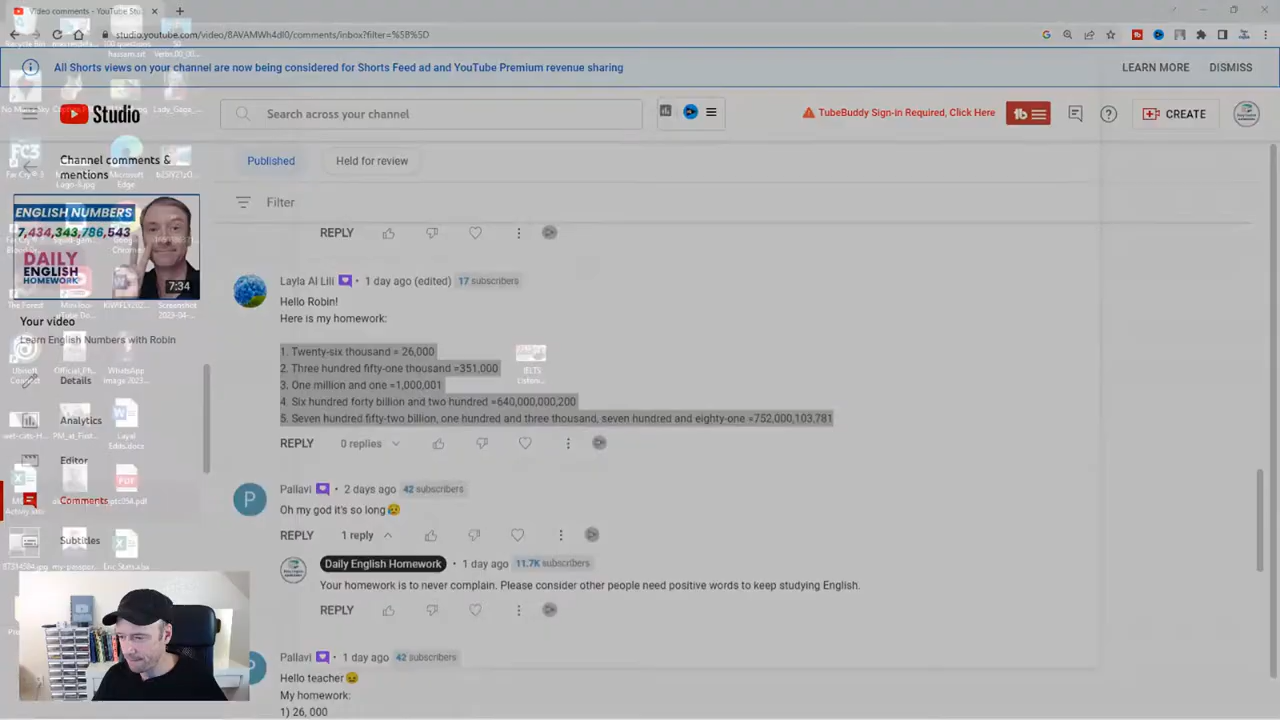 Video comments - YouTube Stu
studio.youtube.com/video/8AVAMWh4dI0/comments/inbox?filter=%5B%5D
All Shorts views on your channel are now being considered for Shorts Feed ad and YouTube Premium revenue sharing
LEARN MORE
DISMISS
Studio
Search across your channel
TubeBuddy Sign-in Required, Click Here
tb
CREATE
Channel comments &
mentions
Published
Held for review
Filter
ENGLISH NUMBERS
7,434,343,786,543
DAILY
ENGLISH
HOMEWORK
7:34
Your video
Learn English Numbers with Robin
Details
Analytics
Editor
Comments
Subtitles
REPLY
Layla Al Lili • 1 day ago (edited) 17 subscribers
Hello Robin!
Here is my homework:
1. Twenty-six thousand = 26,000
2. Three hundred fifty-one thousand =351,000
3. One million and one =1,000,001
4. Six hundred forty billion and two hundred =640,000,000,200
5. Seven hundred fifty-two billion, one hundred and three thousand, seven hundred and eighty-one =752,000,103,781
REPLY 0 replies
P
Pallavi • 2 days ago 42 subscribers
Oh my god it's so long😥
REPLY 1 reply
Daily English Homework • 1 day ago 11.7K subscribers
Your homework is to never complain. Please consider other people need positive words to keep studying English.
REPLY
Pallavi • 1 day ago 42 subscribers
Hello teacher
My homework:
1) 26, 000